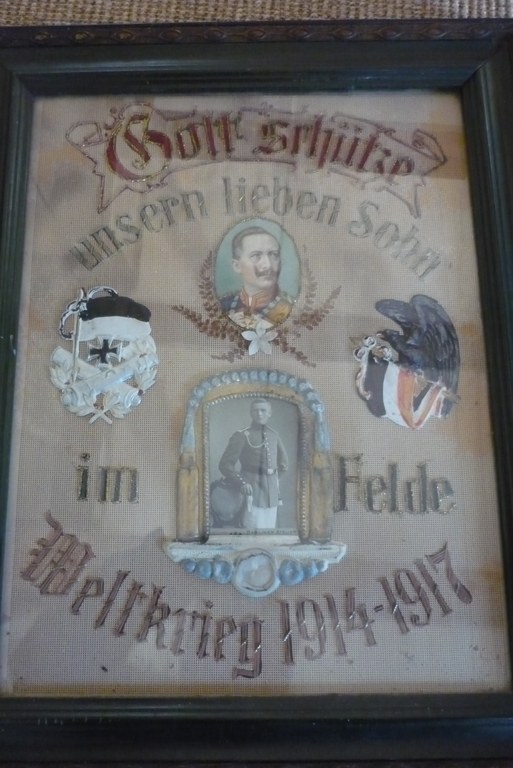 Gott schütze
unsern lieben Sohn
im Felde
Weltkrieg 1914-1917